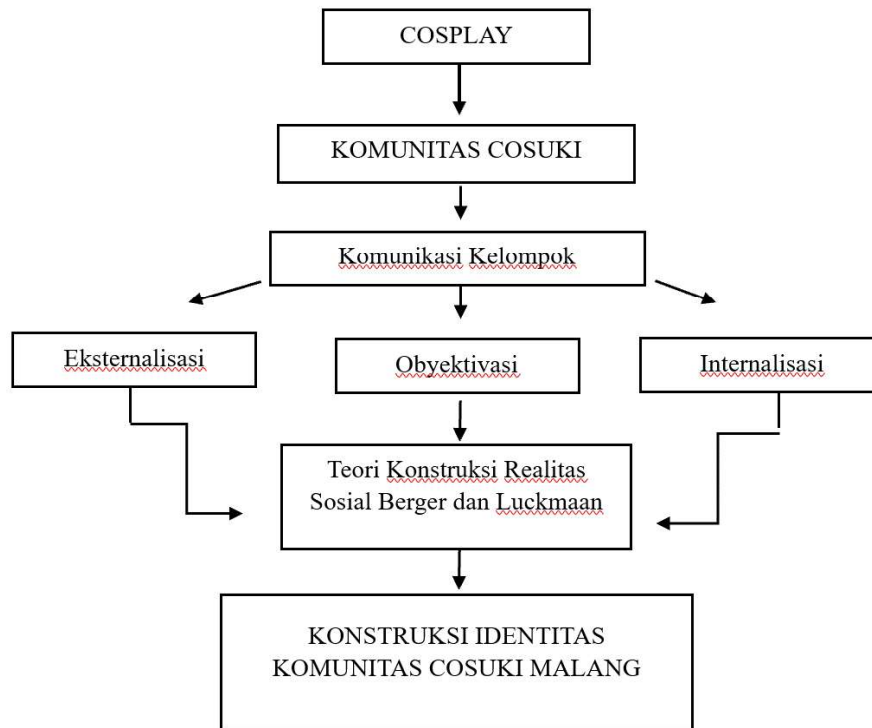 COSPLAY
KOMUNITAS COSUKI
Komunikasi Kelompok
Eksternalisasi
Obyektivasi
Internalisasi
Teori Konstruksi Realitas
Sosial Berger dan Luckmaan
KONSTRUKSI IDENTITAS
KOMUNITAS COSUKI MALANG